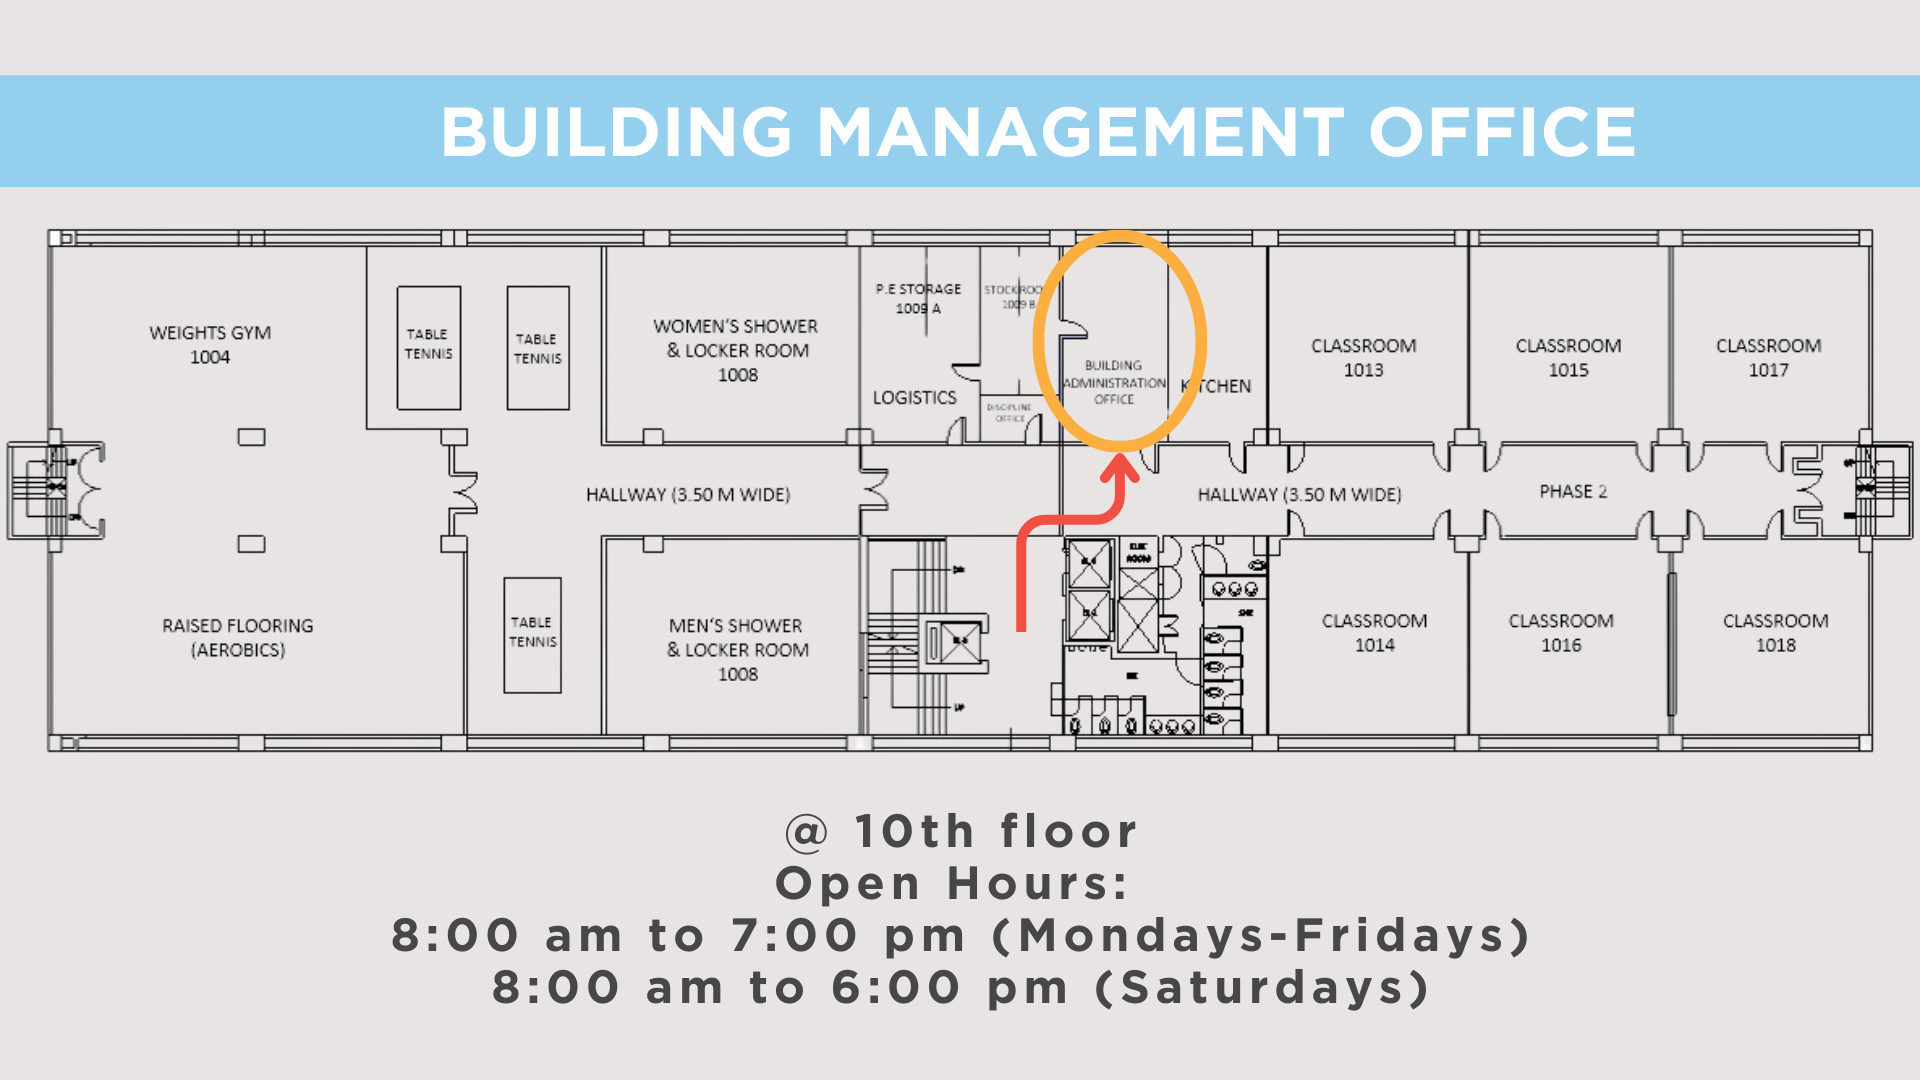 BUILDING MANAGEMENT OFFICE
WEIGHTS GYM
1004
TABLE
TENNIS
TABLE
TENNIS
WOMEN'S SHOWER
& LOCKER ROOM
1008
P.E STORAGE
1009 A
STOCKROO
1009 B
LOGISTICS
DISCIPLINE
OFFICE
BUILDING
ADMINISTRATION
OFFICE
KITCHEN
CLASSROOM
1013
CLASSROOM
1015
CLASSROOM
1017
HALLWAY (3.50 M WIDE)
HALLWAY (3.50 M WIDE)
PHASE 2
RAISED FLOORING
(AEROBICS)
TABLE
TENNIS
MEN'S SHOWER
& LOCKER ROOM
1008
ELEC
ROOM
CLASSROOM
1014
CLASSROOM
1016
CLASSROOM
1018
@ 10th floor
Open Hours:
8:00 am to 7:00 pm (Mondays-Fridays)
8:00 am to 6:00 pm (Saturdays)